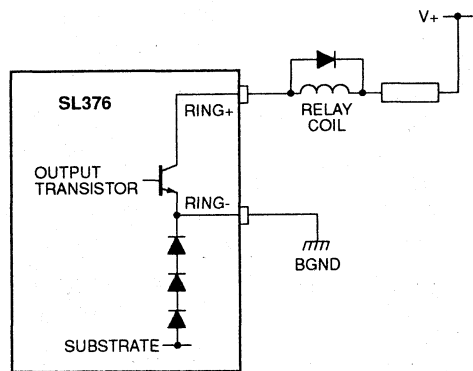 V+
SL376
RING+
RELAY
COIL
OUTPUT
TRANSISTOR
RING-
BGND
SUBSTRATE